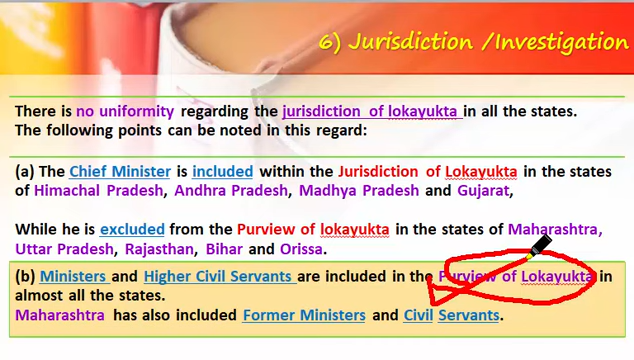 6) Jurisdiction /Investigation
There is no uniformity regarding the jurisdiction of lokayukta in all the states.
The following points can be noted in this regard:
(a) The Chief Minister is included within the Jurisdiction of Lokayukta in the states
of Himachal Pradesh, Andhra Pradesh, Madhya Pradesh and Gujarat,
While he is excluded from the Purview of lokayukta in the states of Maharashtra,
Uttar Pradesh, Rajasthan, Bihar and Orissa.
(b) Ministers and Higher Civil Servants are included in the Purview of Lokayukta in
almost all the states.
Maharashtra has also included Former Ministers and Civil Servants.